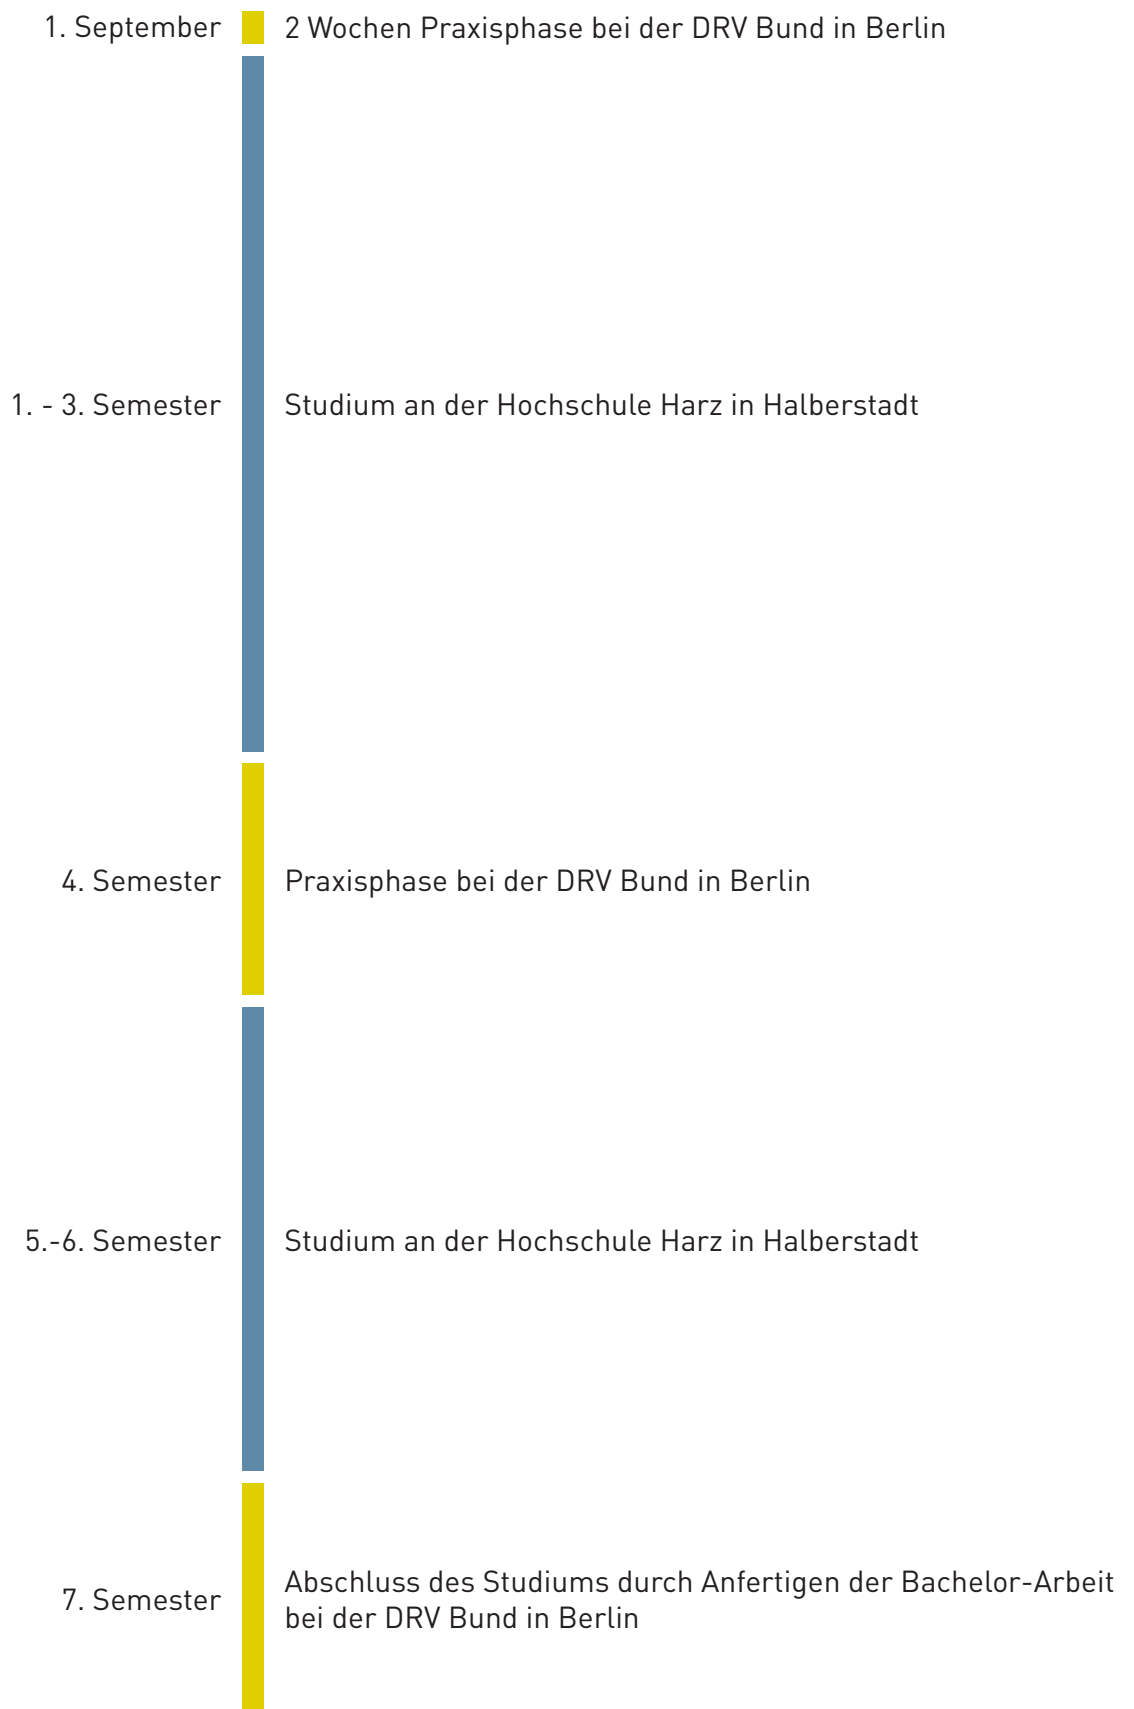 1. September 2 Wochen Praxisphase bei der DRV Bund in Berlin
1. - 3. Semester Studium an der Hochschule Harz in Halberstadt
4. Semester Praxisphase bei der DRV Bund in Berlin
5.-6. Semester Studium an der Hochschule Harz in Halberstadt
7. Semester Abschluss des Studiums durch Anfertigen der Bachelor-Arbeit
bei der DRV Bund in Berlin